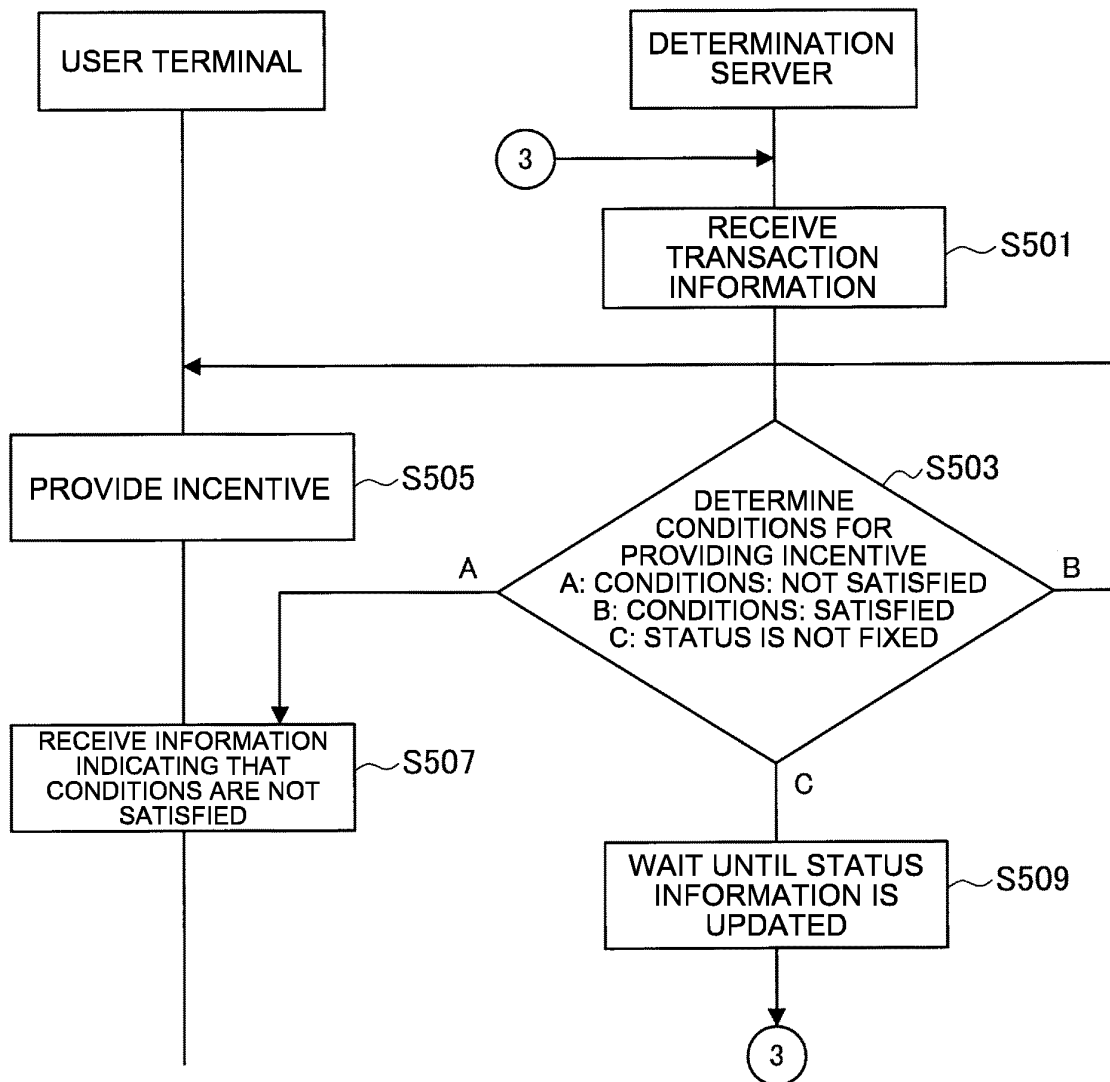 USER TERMINAL
DETERMINATION
SERVER
3
RECEIVE
TRANSACTION
INFORMATION
S501
PROVIDE INCENTIVE
S505
S503
DETERMINE
CONDITIONS FOR
PROVIDING INCENTIVE
A: CONDITIONS: NOT SATISFIED
B: CONDITIONS: SATISFIED
C: STATUS IS NOT FIXED
A
B
RECEIVE INFORMATION
INDICATING THAT
CONDITIONS ARE NOT
SATISFIED
S507
C
WAIT UNTIL STATUS
INFORMATION IS
UPDATED
S509
3